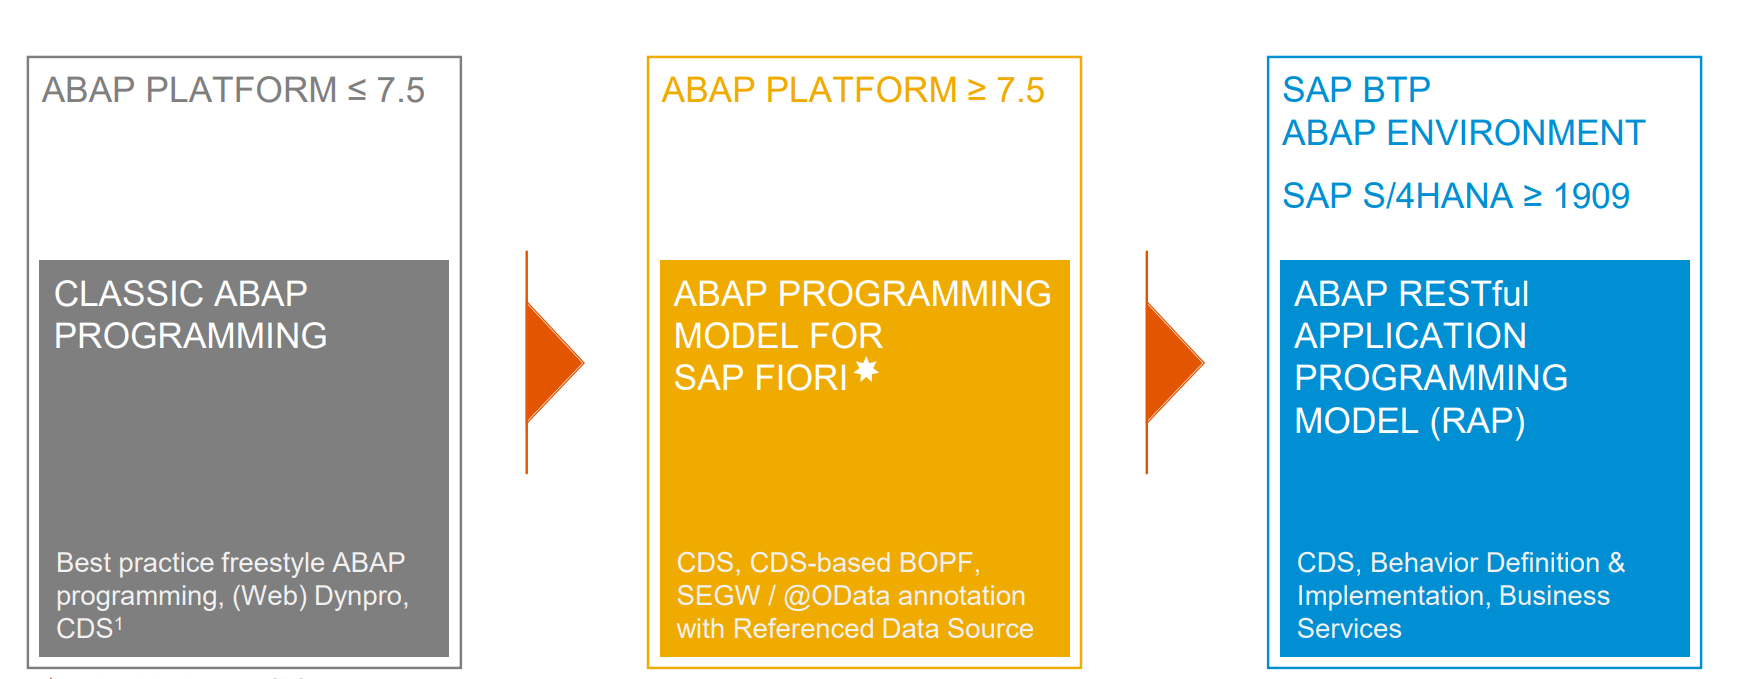 ABAP PLATFORM ≤ 7.5
CLASSIC ABAP
PROGRAMMING
Best practice freestyle ABAP
programming, (Web) Dynpro,
CDS¹
ABAP PLATFORM ≥ 7.5
ABAP PROGRAMMING
MODEL FOR
SAP FIORI
CDS, CDS-based BOPF,
SEGW / @OData annotation
with Referenced Data Source
SAP BTP
ABAP ENVIRONMENT
SAP S/4HANA ≥ 1909
ABAP RESTful
APPLICATION
PROGRAMMING
MODEL (RAP)
CDS, Behavior Definition &
Implementation, Business
Services